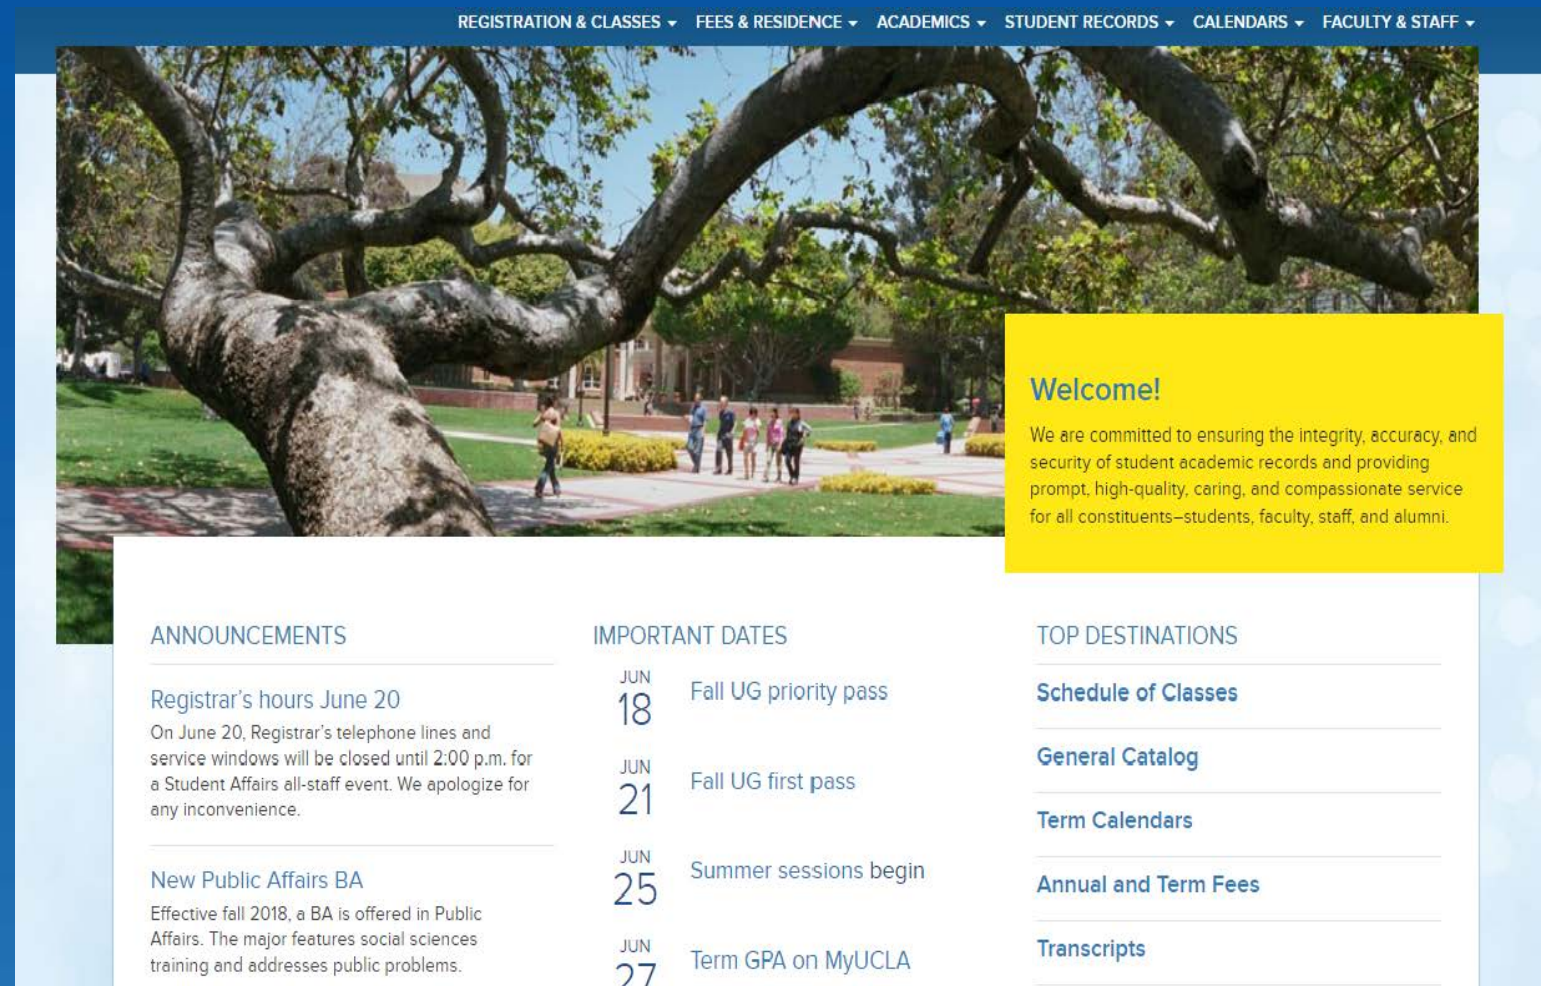 REGISTRATION & CLASSES FEES & RESIDENCE ACADEMICS STUDENT RECORDS CALENDARS FACULTY & STAFF
Welcome!
We are committed to ensuring the integrity, accuracy, and
security of student academic records and providing
prompt, high-quality, caring, and compassionate service
for all constituents–students, faculty, staff, and alumni.
ANNOUNCEMENTS
Registrar's hours June 20
On June 20, Registrar's telephone lines and
service windows will be closed until 2:00 p.m. for
a Student Affairs all-staff event. We apologize for
any inconvenience.
New Public Affairs BA
Effective fall 2018, a BA is offered in Public
Affairs. The major features social sciences
training and addresses public problems.
IMPORTANT DATES
JUN
18 Fall UG priority pass
JUN
21 Fall UG first pass
JUN
25 Summer sessions begin
JUN
27 Term GPA on MyUCLA
TOP DESTINATIONS
Schedule of Classes
General Catalog
Term Calendars
Annual and Term Fees
Transcripts